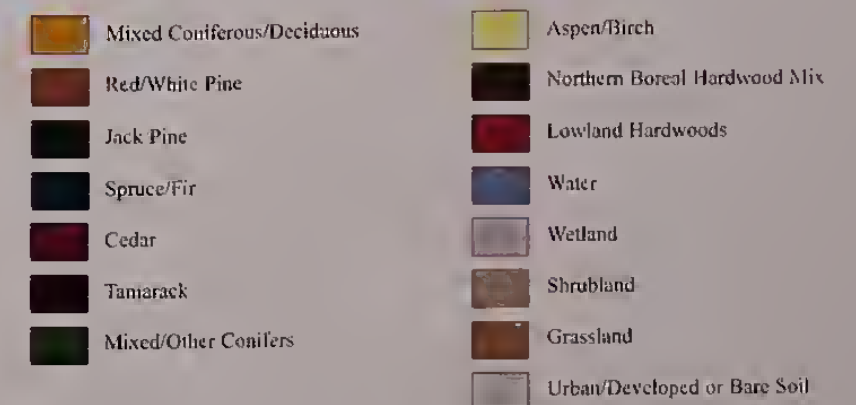 Mixed Coniferous/Deciduous
Red/White Pine
Jack Pine
Spruce/Fir
Cedar
Tamarack
Mixed/Other Conifers
Aspen/Birch
Northern Boreal Hardwood Mix
Lowland Hardwoods
Water
Wetland
Shrubland
Grassland
Urban/Developed or Bare Soil